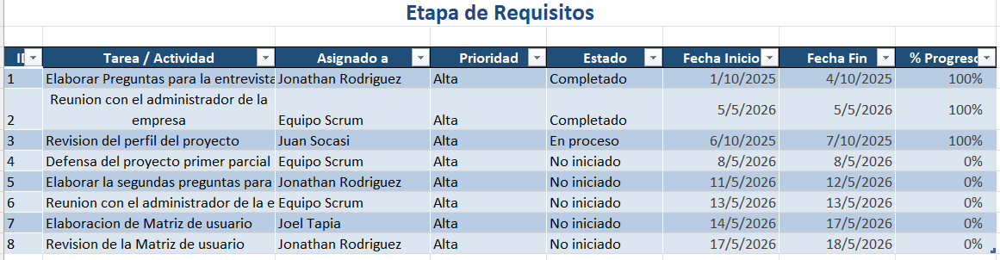 Etapa de Requisitos
ID Tarea / Actividad Asignado a Prioridad Estado Fecha Inicio Fecha Fin % Progreso
1 Elaborar Preguntas para la entrevista Jonathan Rodriguez Alta Completado 1/10/2025 4/10/2025 100%
Reunion con el administrador de la
2 empresa Equipo Scrum Alta Completado 5/5/2026 5/5/2026 100%
3 Revision del perfil del proyecto Juan Socasi Alta En proceso 6/10/2025 7/10/2025 100%
4 Defensa del proyecto primer parcial Equipo Scrum Alta No iniciado 8/5/2026 8/5/2026 0%
5 Elaborar la segundas preguntas para Jonathan Rodriguez Alta No iniciado 11/5/2026 12/5/2026 0%
6 Reunion con el administrador de la e Equipo Scrum Alta No iniciado 13/5/2026 13/5/2026 0%
7 Elaboracion de Matriz de usuario Joel Tapia Alta No iniciado 14/5/2026 17/5/2026 0%
8 Revision de la Matriz de usuario Jonathan Rodriguez Alta No iniciado 17/5/2026 18/5/2026 0%